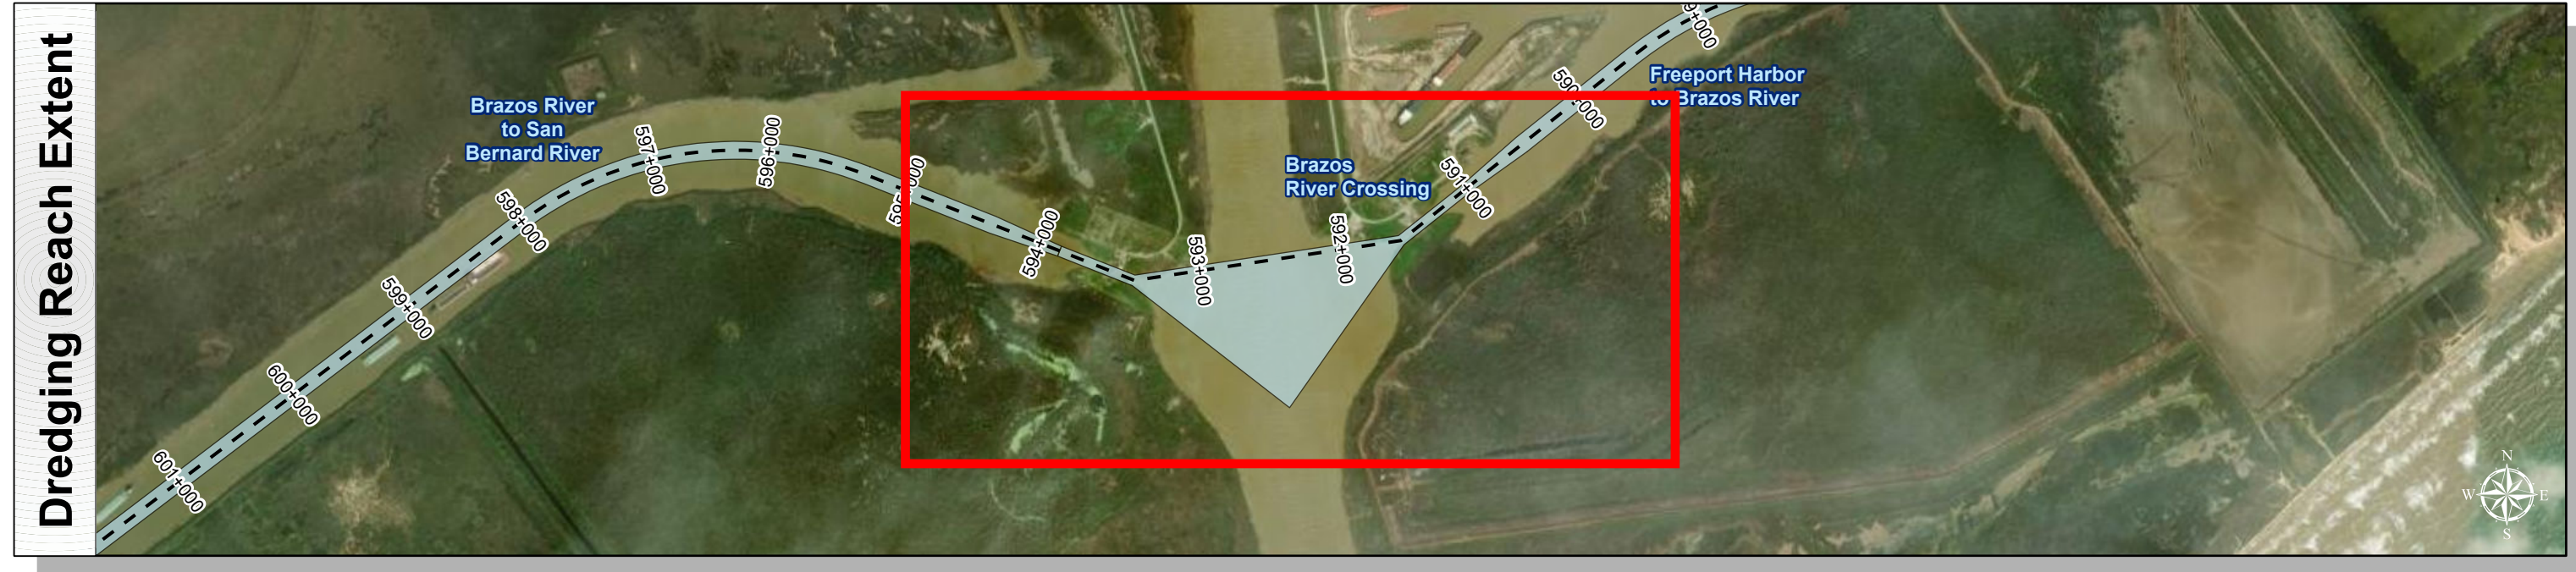 Dredging Reach Extent
Brazos River
to San
Bernard River
Brazos
River Crossing
Freeport Harbor
to Brazos River
601+000
600+000
599+000
598+000
597+000
596+000
594+000
593+000
592+000
591+000
N
W
E
S